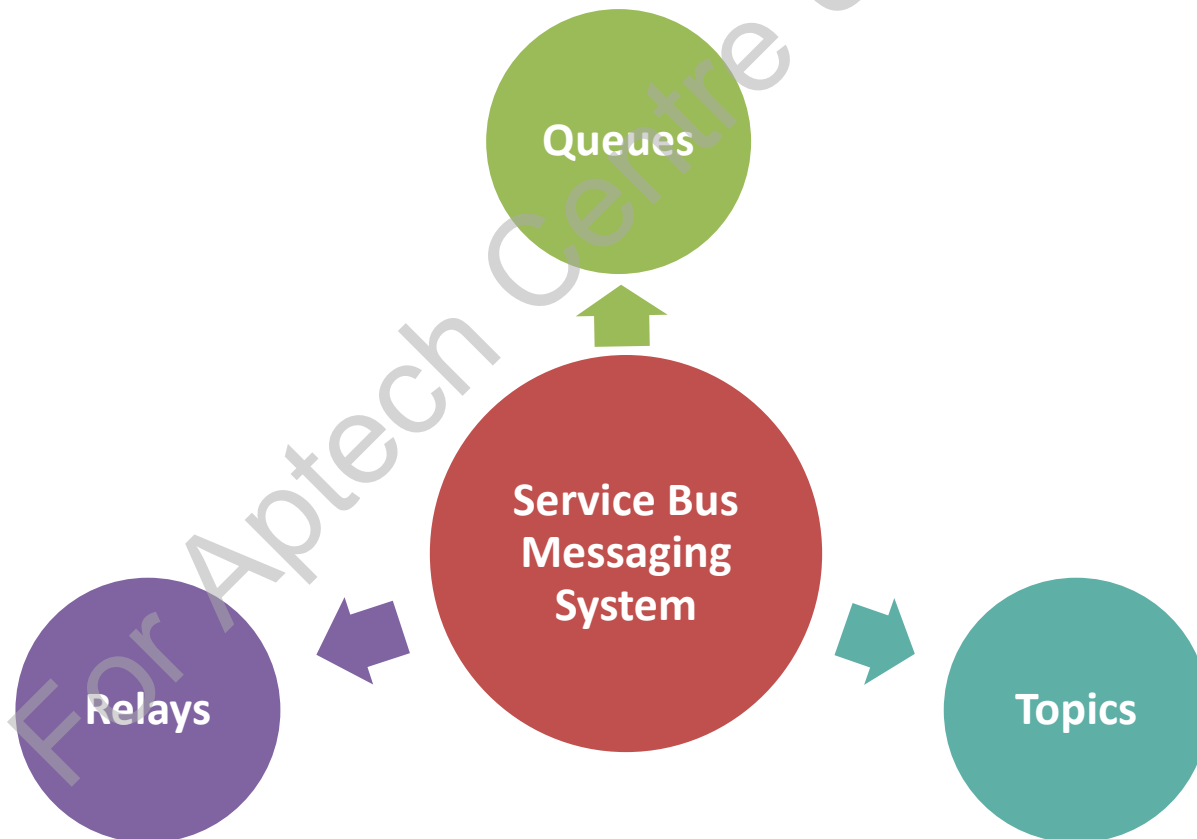 Queues
Service Bus
Messaging
System
Relays
Topics
For Aptech Centre